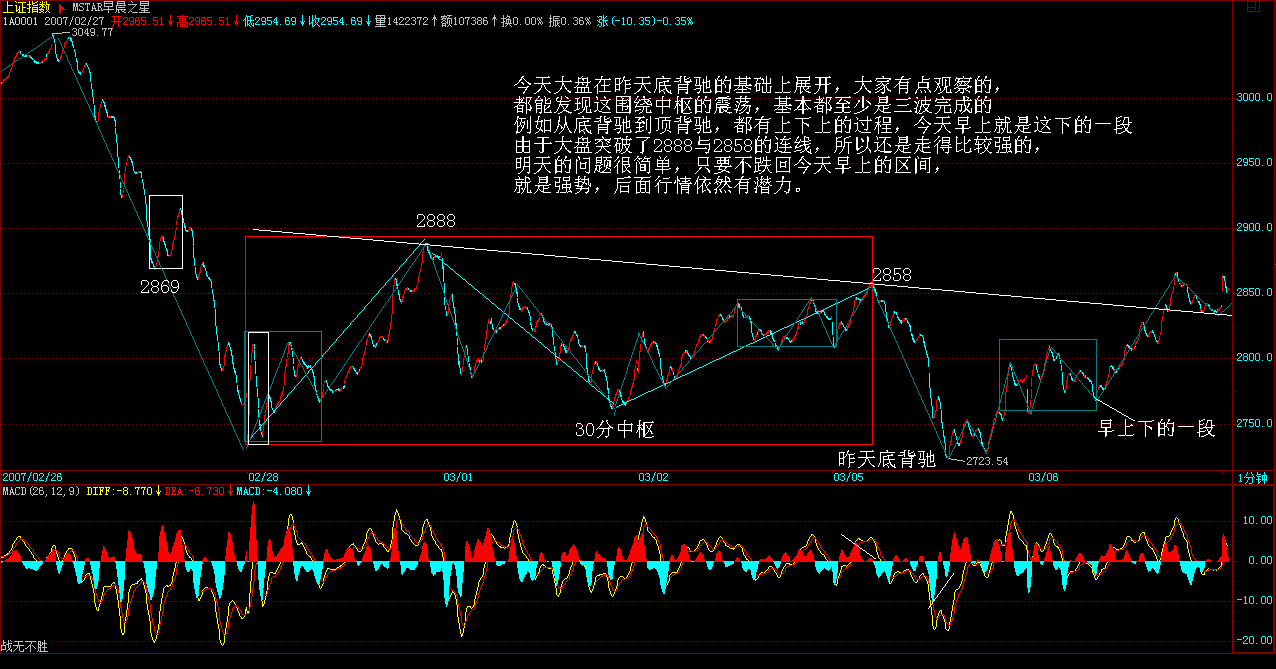 上证指数 MSTAR早晨之星
1A0001 2007/02/27 开2985.51↓高2985.51↓低2954.69↓收2954.69↓量1422372↑额107386↑换0.00% 振0.36% 涨(-10.35)-0.35%
3049.77
今天大盘在昨天底背驰的基础上展开，大家有点观察的，
都能发现这围绕中枢的震荡，基本都至少是三波完成的
例如从底背驰到顶背驰，都有上下上的过程，今天早上就是这下的一段
由于大盘突破了2888与2858的连线，所以还是走得比较强的，
明天的问题很简单，只要不跌回今天早上的区间，
就是强势，后面行情依然有潜力。
3000.0
2950.0
2900.0
2888
2858
2869
2850.0
2800.0
2750.0
30分中枢
早上下的一段
昨天底背驰
2723.54
2007/02/26 02/28 03/01 03/02 03/05 03/06 1分钟
MACD(26,12,9) DIFF:-8.770↓DEA:-8.730↓MACD:-4.080↓
10.00
0.00
-10.00
-20.00
战无不胜